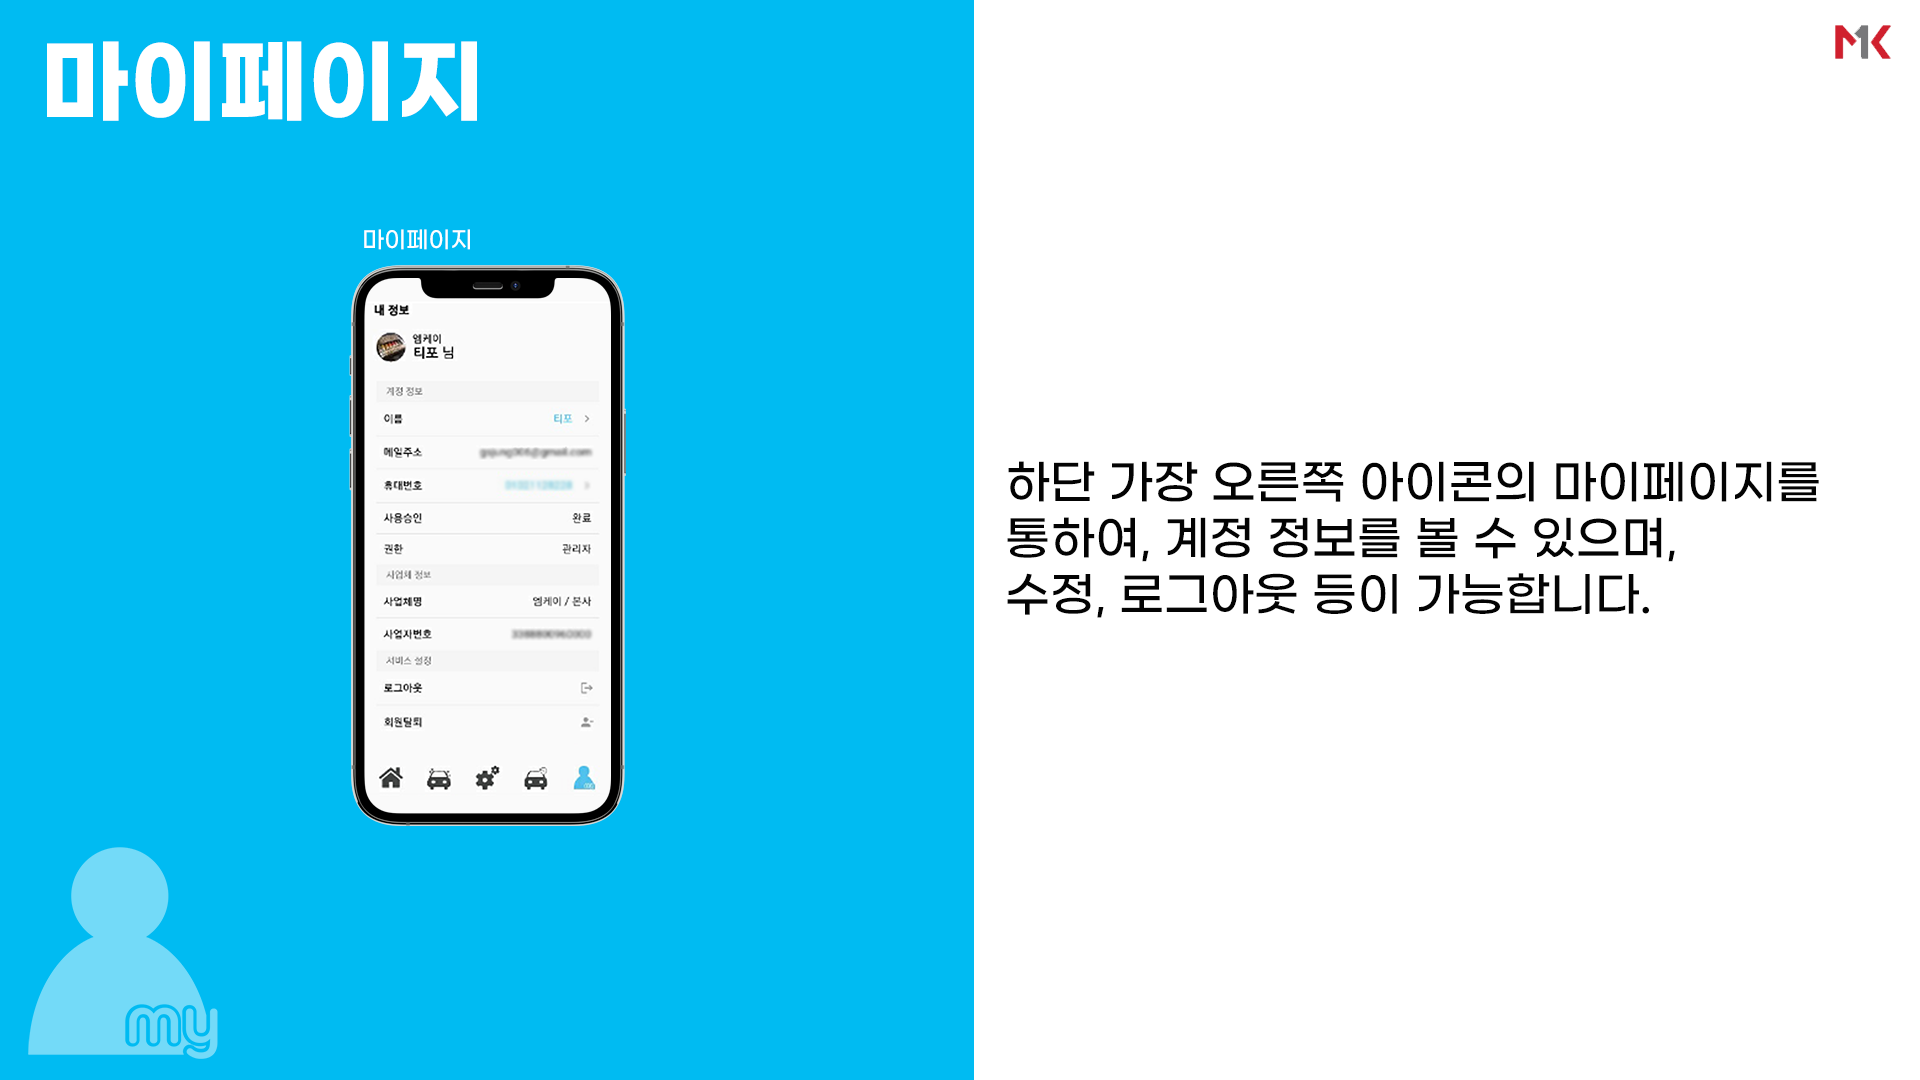 마이페이지
MK
마이페이지
내 정보
엠케이
티포 님
계정 정보
이름 티포
메일주소
휴대번호
사용승인 완료
권한 관리자
사업체 정보
사업체명 엠케이 / 본사
사업자번호
서비스 설정
로그아웃
회원탈퇴
my
하단 가장 오른쪽 아이콘의 마이페이지를
통하여, 계정 정보를 볼 수 있으며,
수정, 로그아웃 등이 가능합니다.